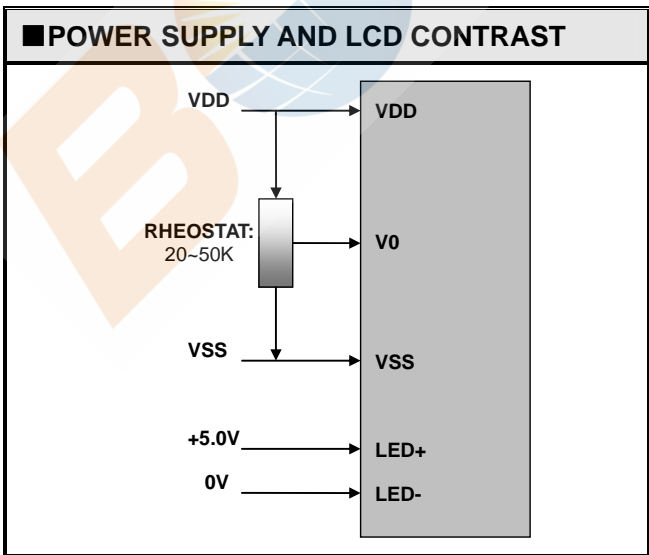 ■POWER SUPPLY AND LCD CONTRAST
VDD
VDD
RHEOSTAT:
20~50K
V0
VSS
VSS
+5.0V
LED+
0V
LED-